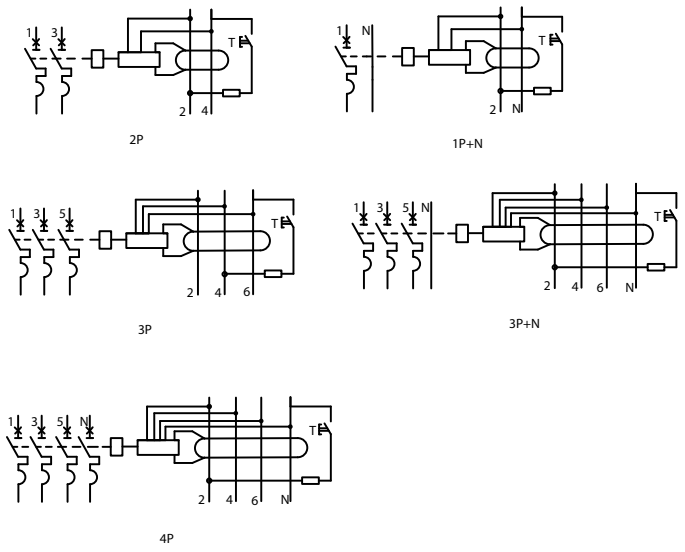 1 3 T
2 4
2P
1 N T
2 N
1P+N
1 3 5 T
2 4 6
3P
1 3 5 N T
2 4 6 N
3P+N
1 3 5 N T
2 4 6 N
4P